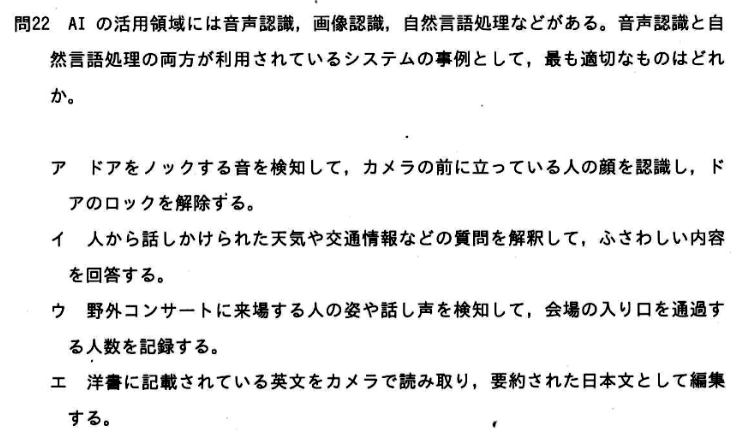 問22 AI の活用領域には音声認識，画像認識，自然言語処理などがある。音声認識と自
然言語処理の両方が利用されているシステムの事例として，最も適切なものはどれ
か。
ア ドアをノックする音を検知して，カメラの前に立っている人の顔を認識し，ド
アのロックを解除する。
イ 人から話しかけられた天気や交通情報などの質問を解釈して，ふさわしい内容
を回答する。
ウ 野外コンサートに来場する人の姿や話し声を検知して，会場の入り口を通過す
る人数を記録する。
エ 洋書に記載されている英文をカメラで読み取り，要約された日本文として編集
する。